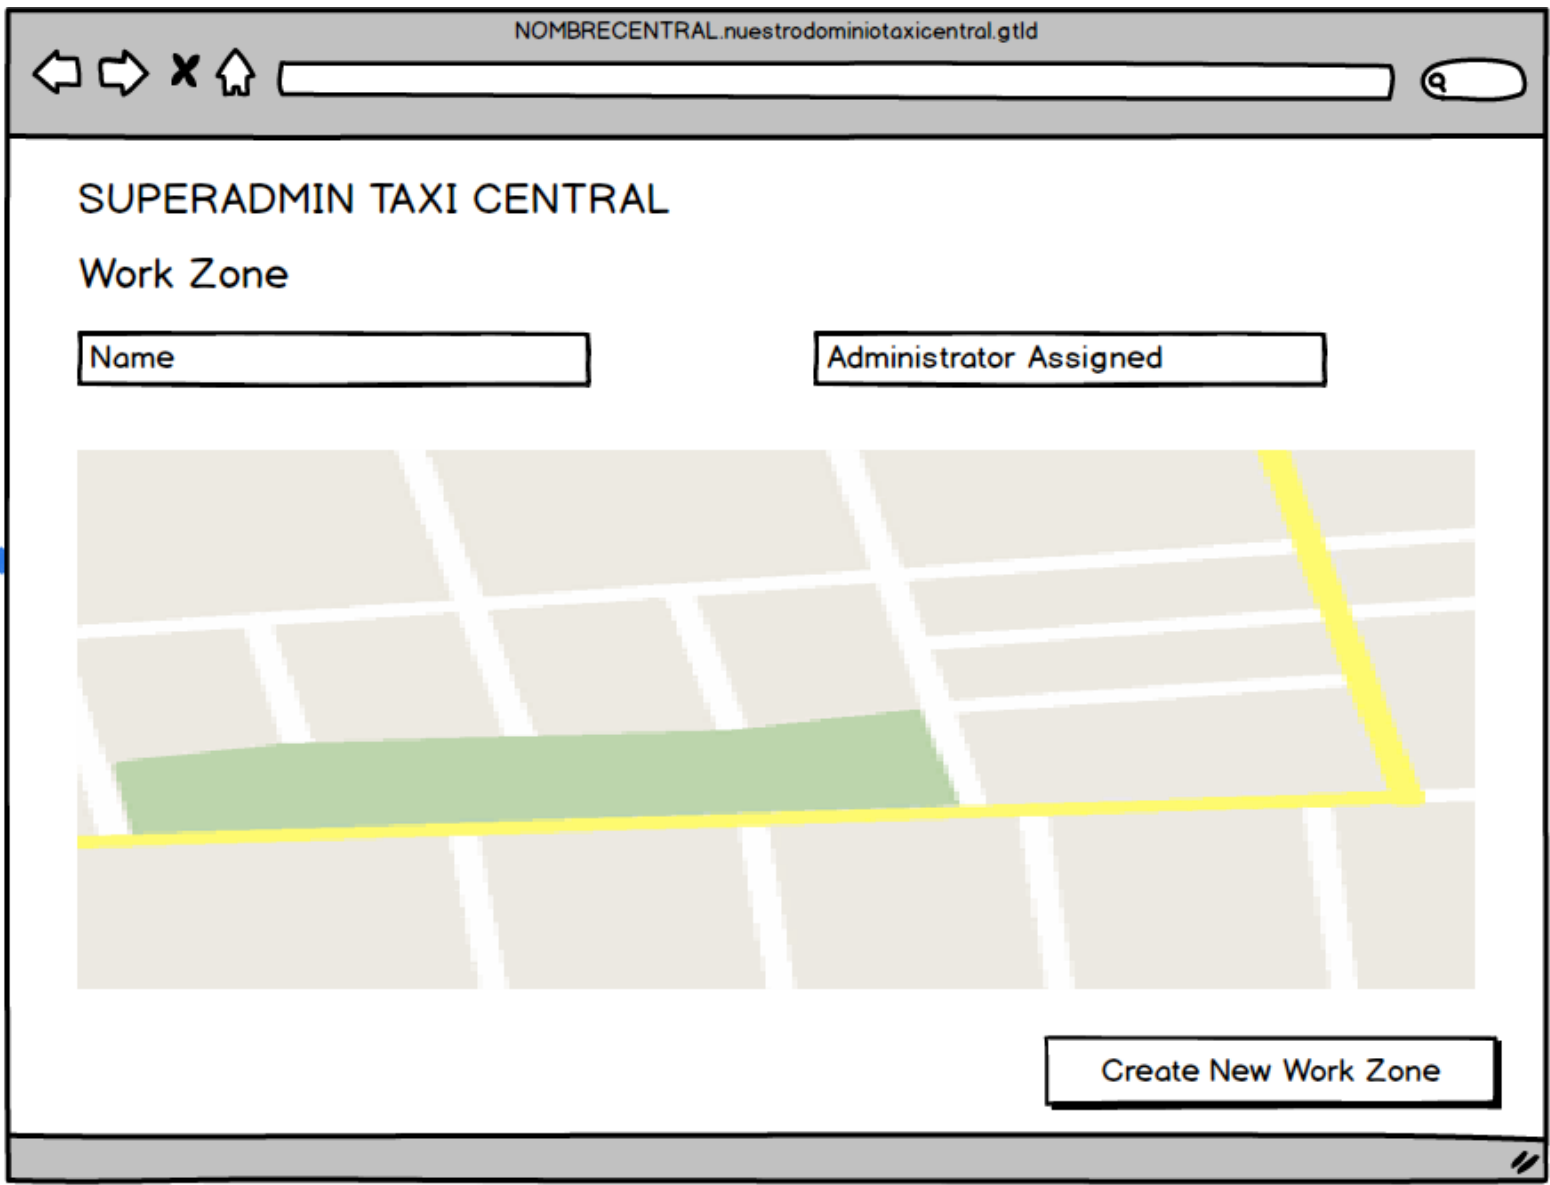 NOMBRECENTRAL.nuestrodominiotaxicentral.gtld
SUPERADMIN TAXI CENTRAL
Work Zone
Name
Administrator Assigned
Create New Work Zone